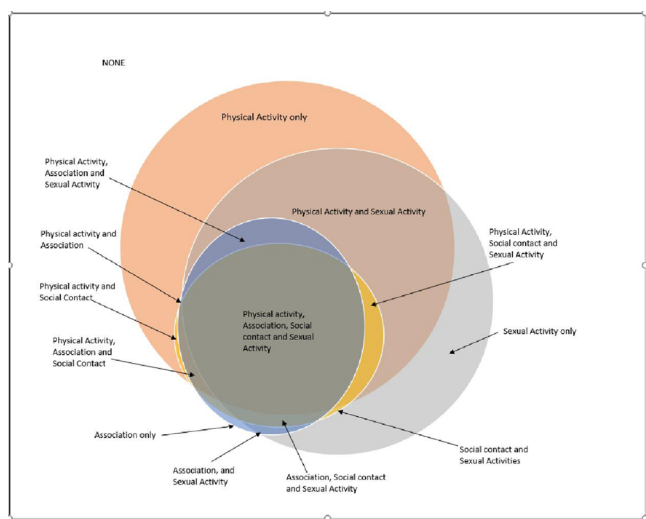 NONE
Physical Activity only
Physical Activity,
Association and
Sexual Activity
Physical Activity and Sexual Activity
Physical activity and
Association
Physical Activity,
Social contact and
Sexual Activity
Physical activity and
Social Contact
Physical activity,
Association, Social
contact and Sexual
Activity
Sexual Activity only
Physical Activity,
Association and
Social Contact
Association only
Social contact and
Sexual Activities
Association, and
Sexual Activity
Association, Social contact
and Sexual Activity